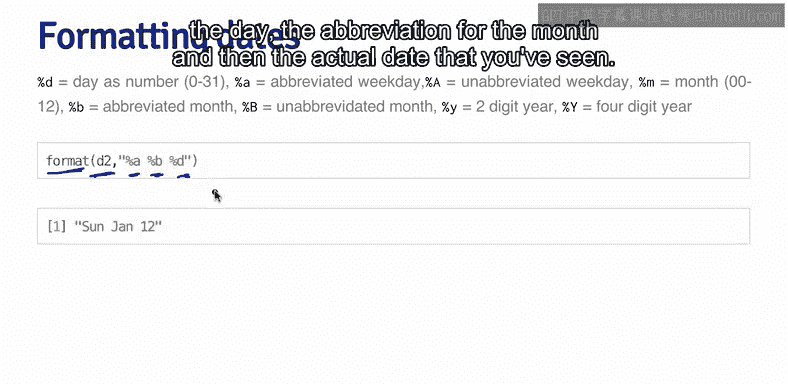 Formatting dates
the day, the abbreviation for the month
and then the actual date that you've seen.
%d = day as number (0-31), %a = abbreviated weekday,%A = unabbreviated weekday, %m = month (00-
12), %b = abbreviated month, %B = unabbrevidated month, %y = 2 digit year, %Y = four digit year
format(d2,"%a %b %d")
[1] "Sun Jan 12"